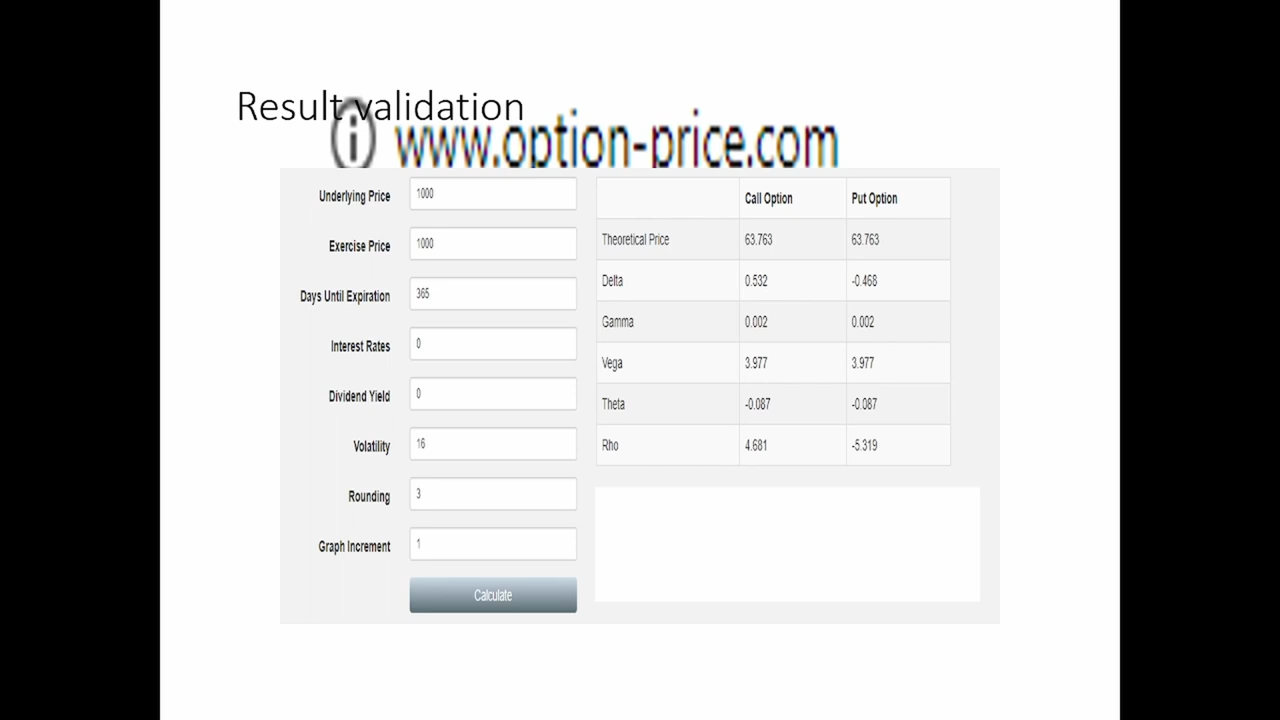 Result validation
www.option-price.com
Underlying Price 1000
Exercise Price 1000
Days Until Expiration 365
Interest Rates 0
Dividend Yield 0
Volatility 16
Rounding 3
Graph Increment 1
Calculate
Call Option Put Option
Theoretical Price 63.763 63.763
Delta 0.532 -0.468
Gamma 0.002 0.002
Vega 3.977 3.977
Theta -0.087 -0.087
Rho 4.681 -5.319